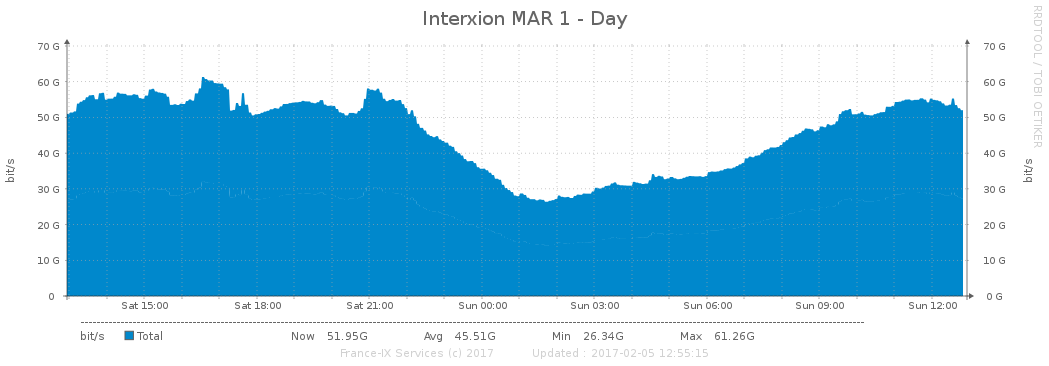 Interxion MAR 1 - Day
RRDTOOL / TOBI OETIKER
70 G 70 G
60 G 60 G
50 G 50 G
40 G 40 G
30 G 30 G
20 G 20 G
10 G 10 G
0 0 G
bit/s bit/s
Sat 15:00 Sat 18:00 Sat 21:00 Sun 00:00 Sun 03:00 Sun 06:00 Sun 09:00 Sun 12:00
bit/s Total Now 51.95G Avg 45.51G Min 26.34G Max 61.26G
France-IX Services (c) 2017 Updated : 2017-02-05 12:55:15